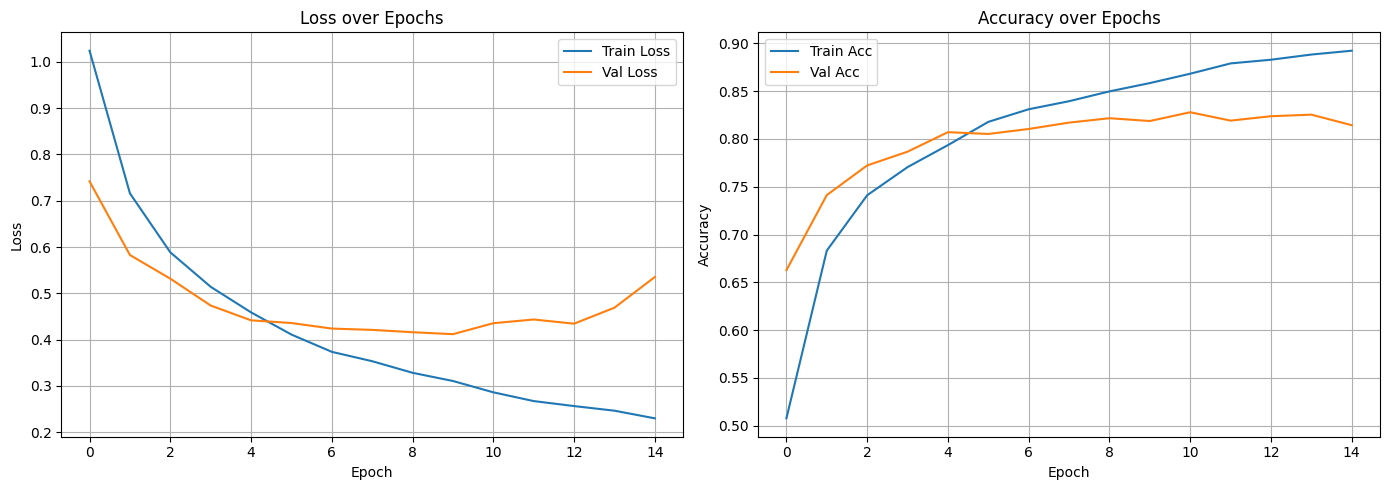 Loss over Epochs
Train Loss
Val Loss
Loss
1.0
0.9
0.8
0.7
0.6
0.5
0.4
0.3
0.2
0 2 4 6 8 10 12 14
Epoch
Accuracy over Epochs
Train Acc
Val Acc
Accuracy
0.90
0.85
0.80
0.75
0.70
0.65
0.60
0.55
0.50
0 2 4 6 8 10 12 14
Epoch